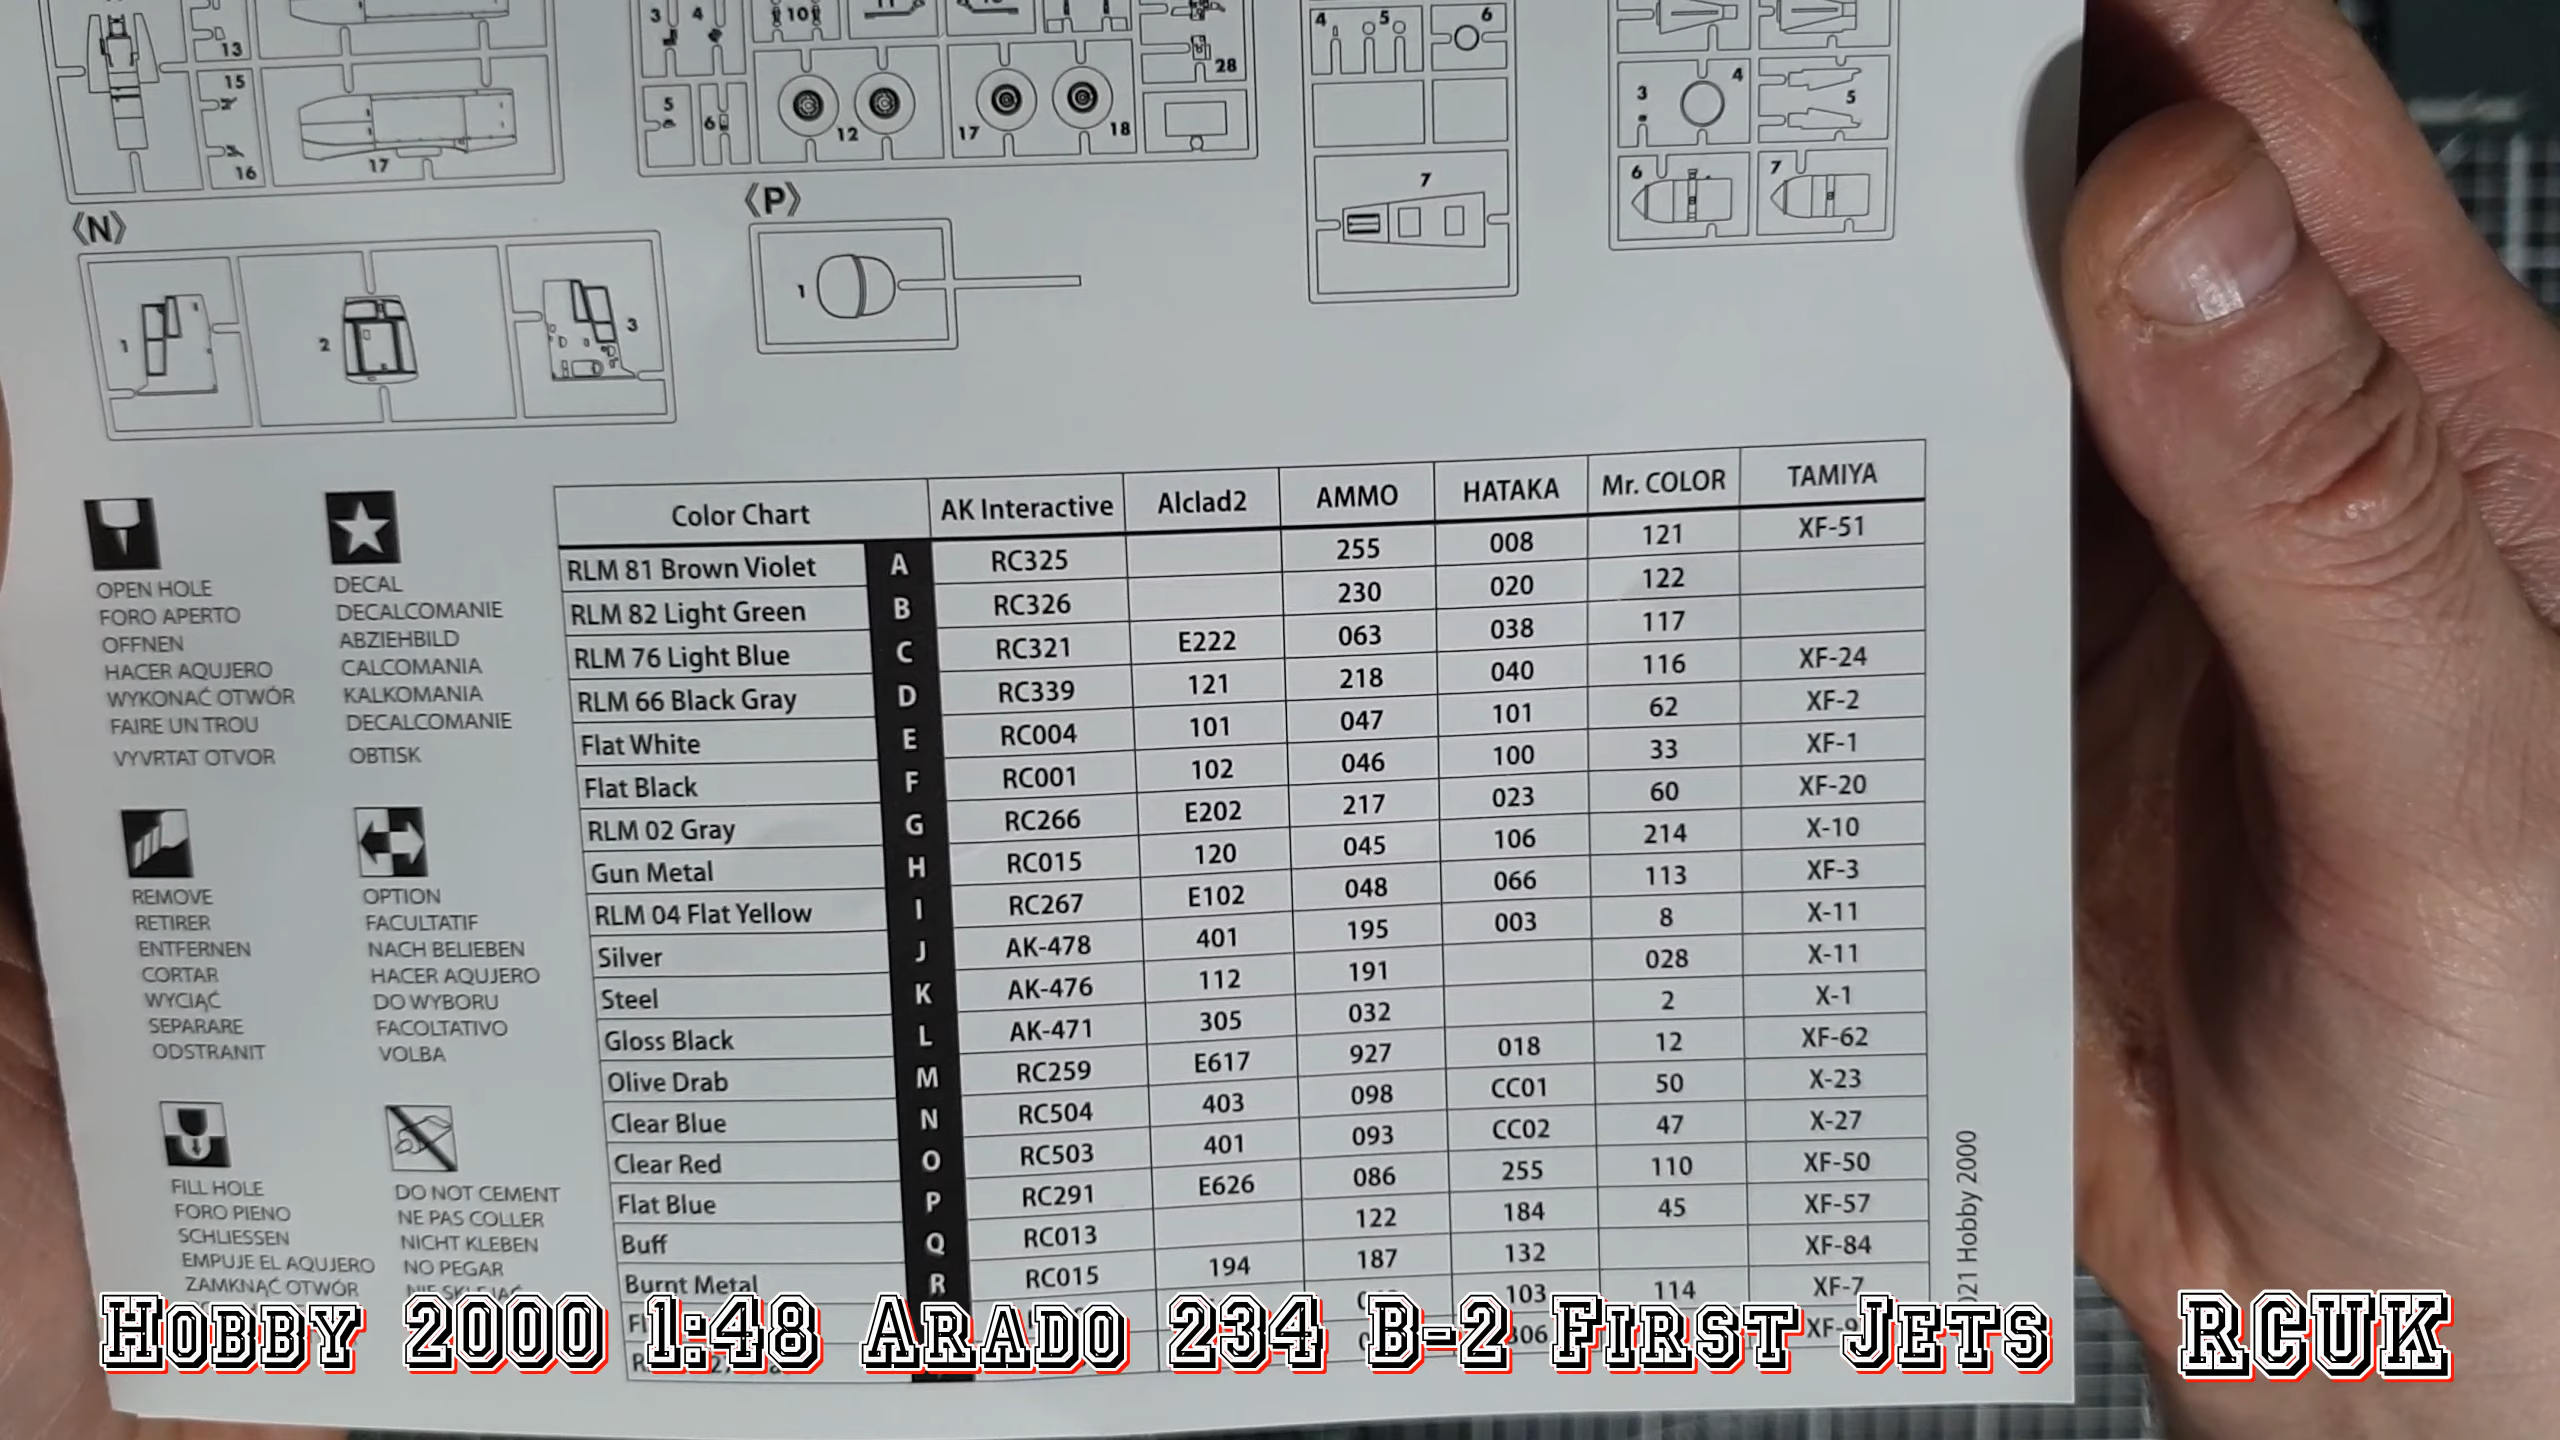 13
15
16
17
3 4
10
5
6
12
17
18
28
4 5 6
7
3 4
5
6 7
《N》
1 2 3
《P》
1
OPEN HOLE
FORO APERTO
OFFNEN
HACER AQUJERO
WYKONAĆ OTWÓR
FAIRE UN TROU
VYVRTAT OTVOR
DECAL
DECALCOMANIE
ABZIEHBILD
CALCOMANIA
KALKOMANIA
DECALCOMANIE
OBTISK
REMOVE
RETIRER
ENTFERNEN
CORTAR
WYCIĄĆ
SEPARARE
ODSTRANIT
OPTION
FACULTATIF
NACH BELIEBEN
HACER AQUJERO
DO WYBORU
FACOLTATIVO
VOLBA
FILL HOLE
FORO PIENO
SCHLIESSEN
EMPUJE EL AQUJERO
ZAMKNĄĆ OTWÓR
DO NOT CEMENT
NE PAS COLLER
NICHT KLEBEN
NO PEGAR
NIE SKLEJAĆ
Color Chart AK Interactive Alclad2 AMMO HATAKA Mr. COLOR TAMIYA
RLM 81 Brown Violet A RC325 255 008 121 XF-51
RLM 82 Light Green B RC326 230 020 122
RLM 76 Light Blue C RC321 E222 063 038 117
RLM 66 Black Gray D RC339 121 218 040 116 XF-24
Flat White E RC004 101 047 101 62 XF-2
Flat Black F RC001 102 046 100 33 XF-1
RLM 02 Gray G RC266 E202 217 023 60 XF-20
Gun Metal H RC015 120 045 106 214 X-10
RLM 04 Flat Yellow I RC267 E102 048 066 113 XF-3
Silver J AK-478 401 195 003 8 X-11
Steel K AK-476 112 191 028 X-11
Gloss Black L AK-471 305 032 2 X-1
Olive Drab M RC259 E617 927 018 12 XF-62
Clear Blue N RC504 403 098 CC01 50 X-23
Clear Red O RC503 401 093 CC02 47 X-27
Flat Blue P RC291 E626 086 255 110 XF-50
Buff Q RC013 122 184 45 XF-57
Burnt Metal R RC015 194 187 132 XF-84
103 114 XF-7
021 Hobby 2000
Hobby 2000 1:48 Arado 234 B-2 First Jets RCUK